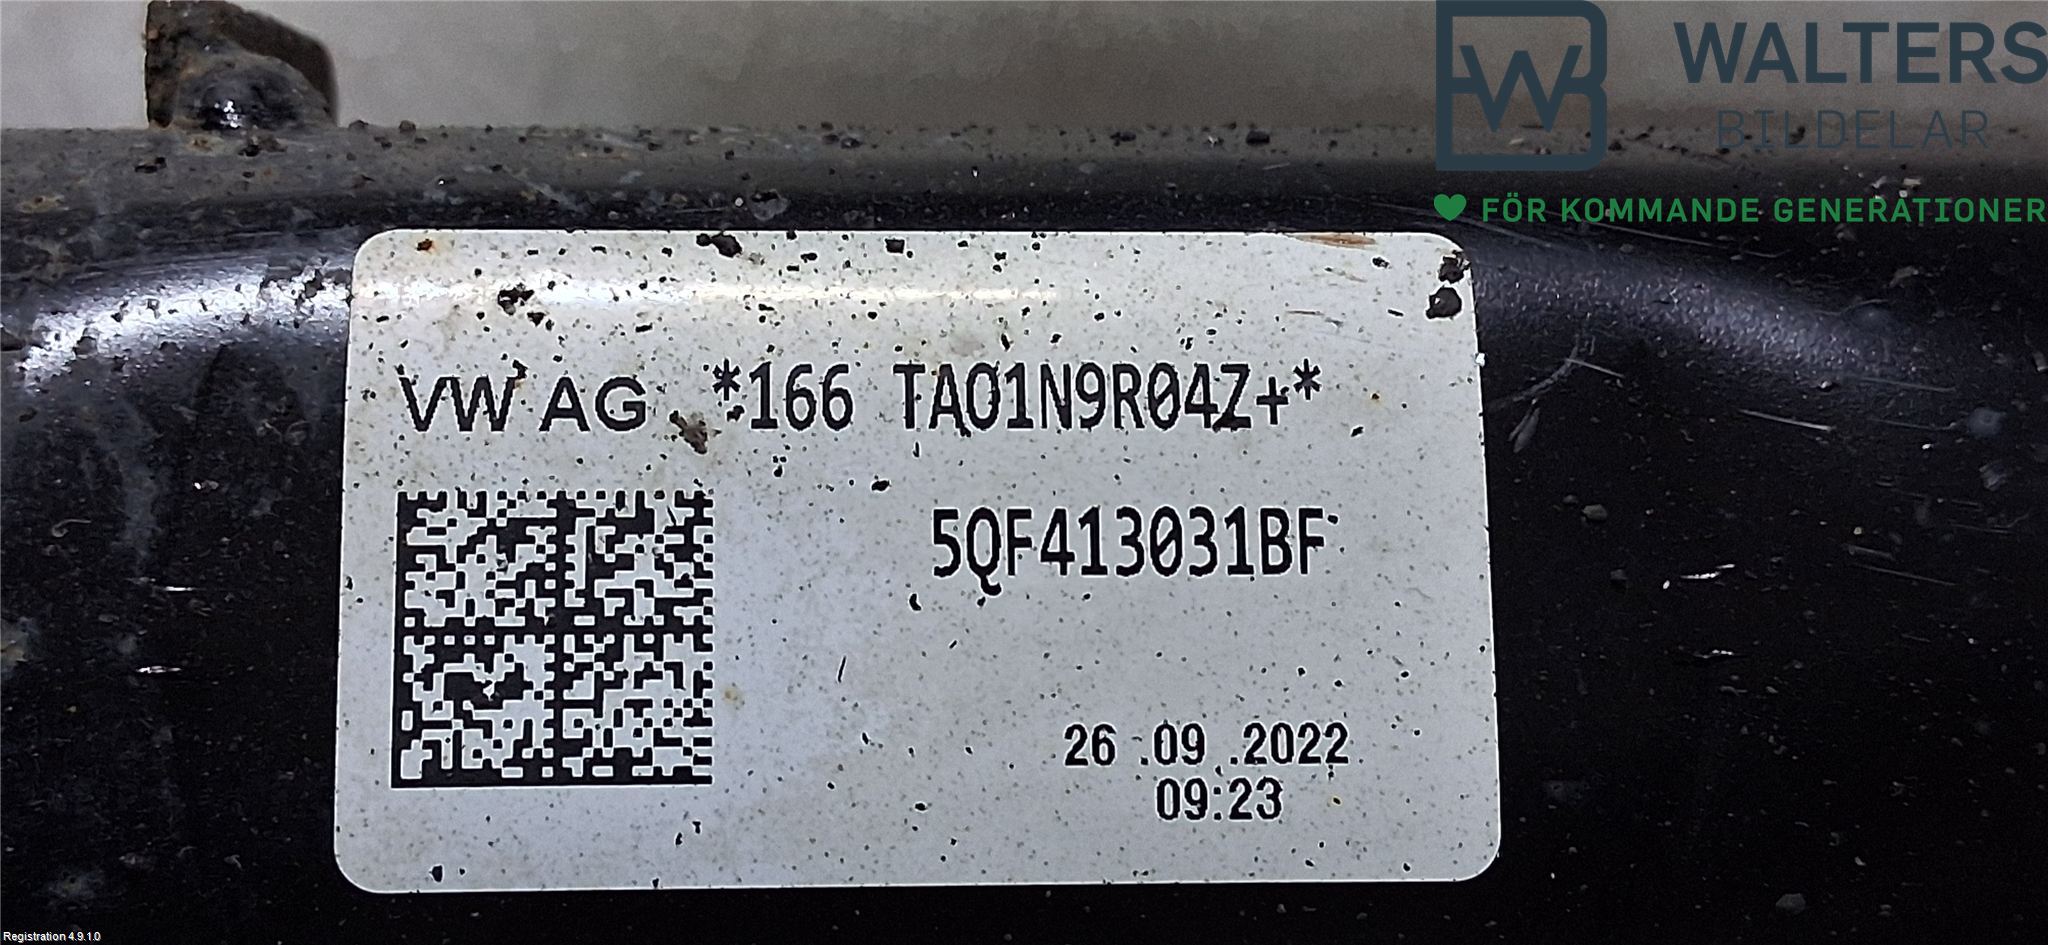 WALTERS
BILDELAR
FÖR KOMMANDE GENERATIONER
VW AG *166 TAO1N9R04Z+*
5QF413031BF
26.09.2022
09:23
Registration 4.9.1.0